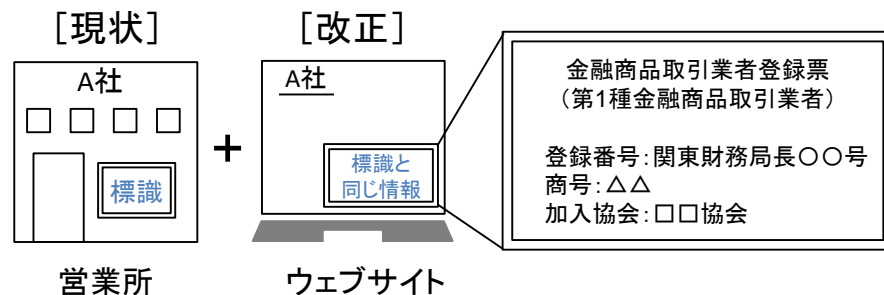 ［現状］
A社
標識
営業所
+
［改正］
A社
標識と
同じ情報
ウェブサイト
金融商品取引業者登録票
（第1種金融商品取引業者）
登録番号：関東財務局長〇〇号
商号：△△
加入協会：□□協会